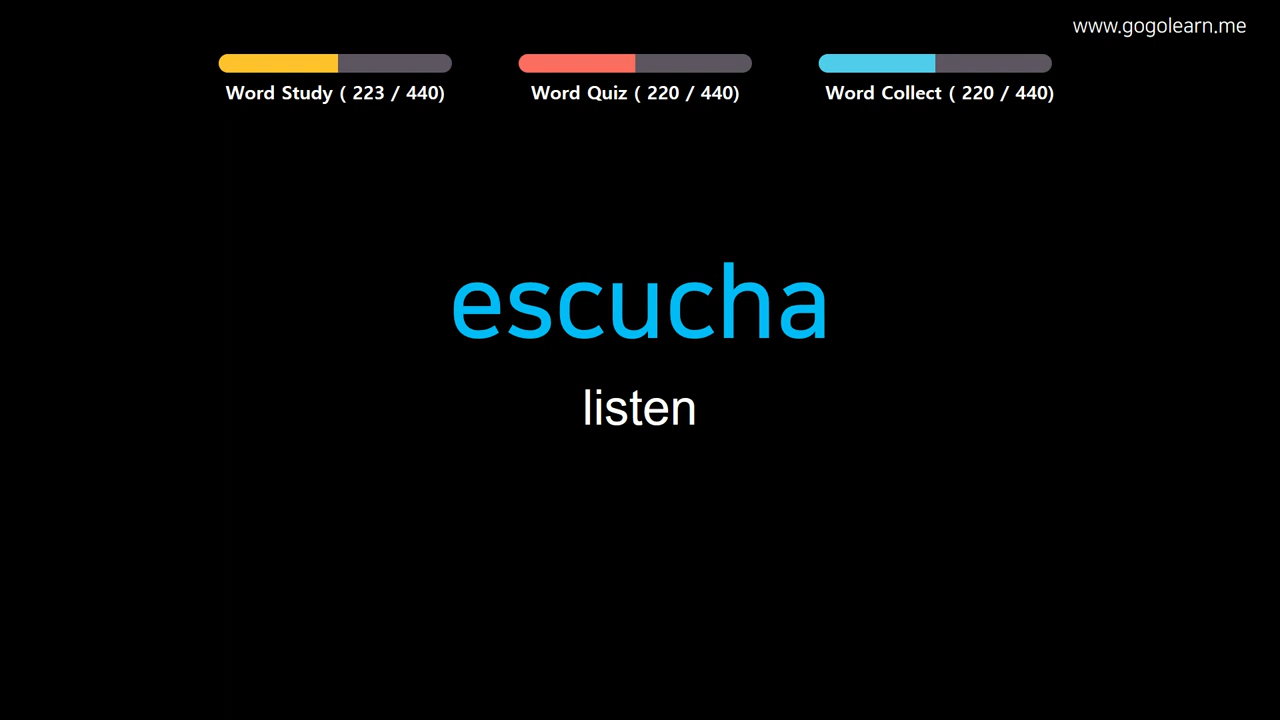 www.gogolearn.me
Word Study ( 223 / 440)
Word Quiz ( 220 / 440)
Word Collect ( 220 / 440)
escucha
listen